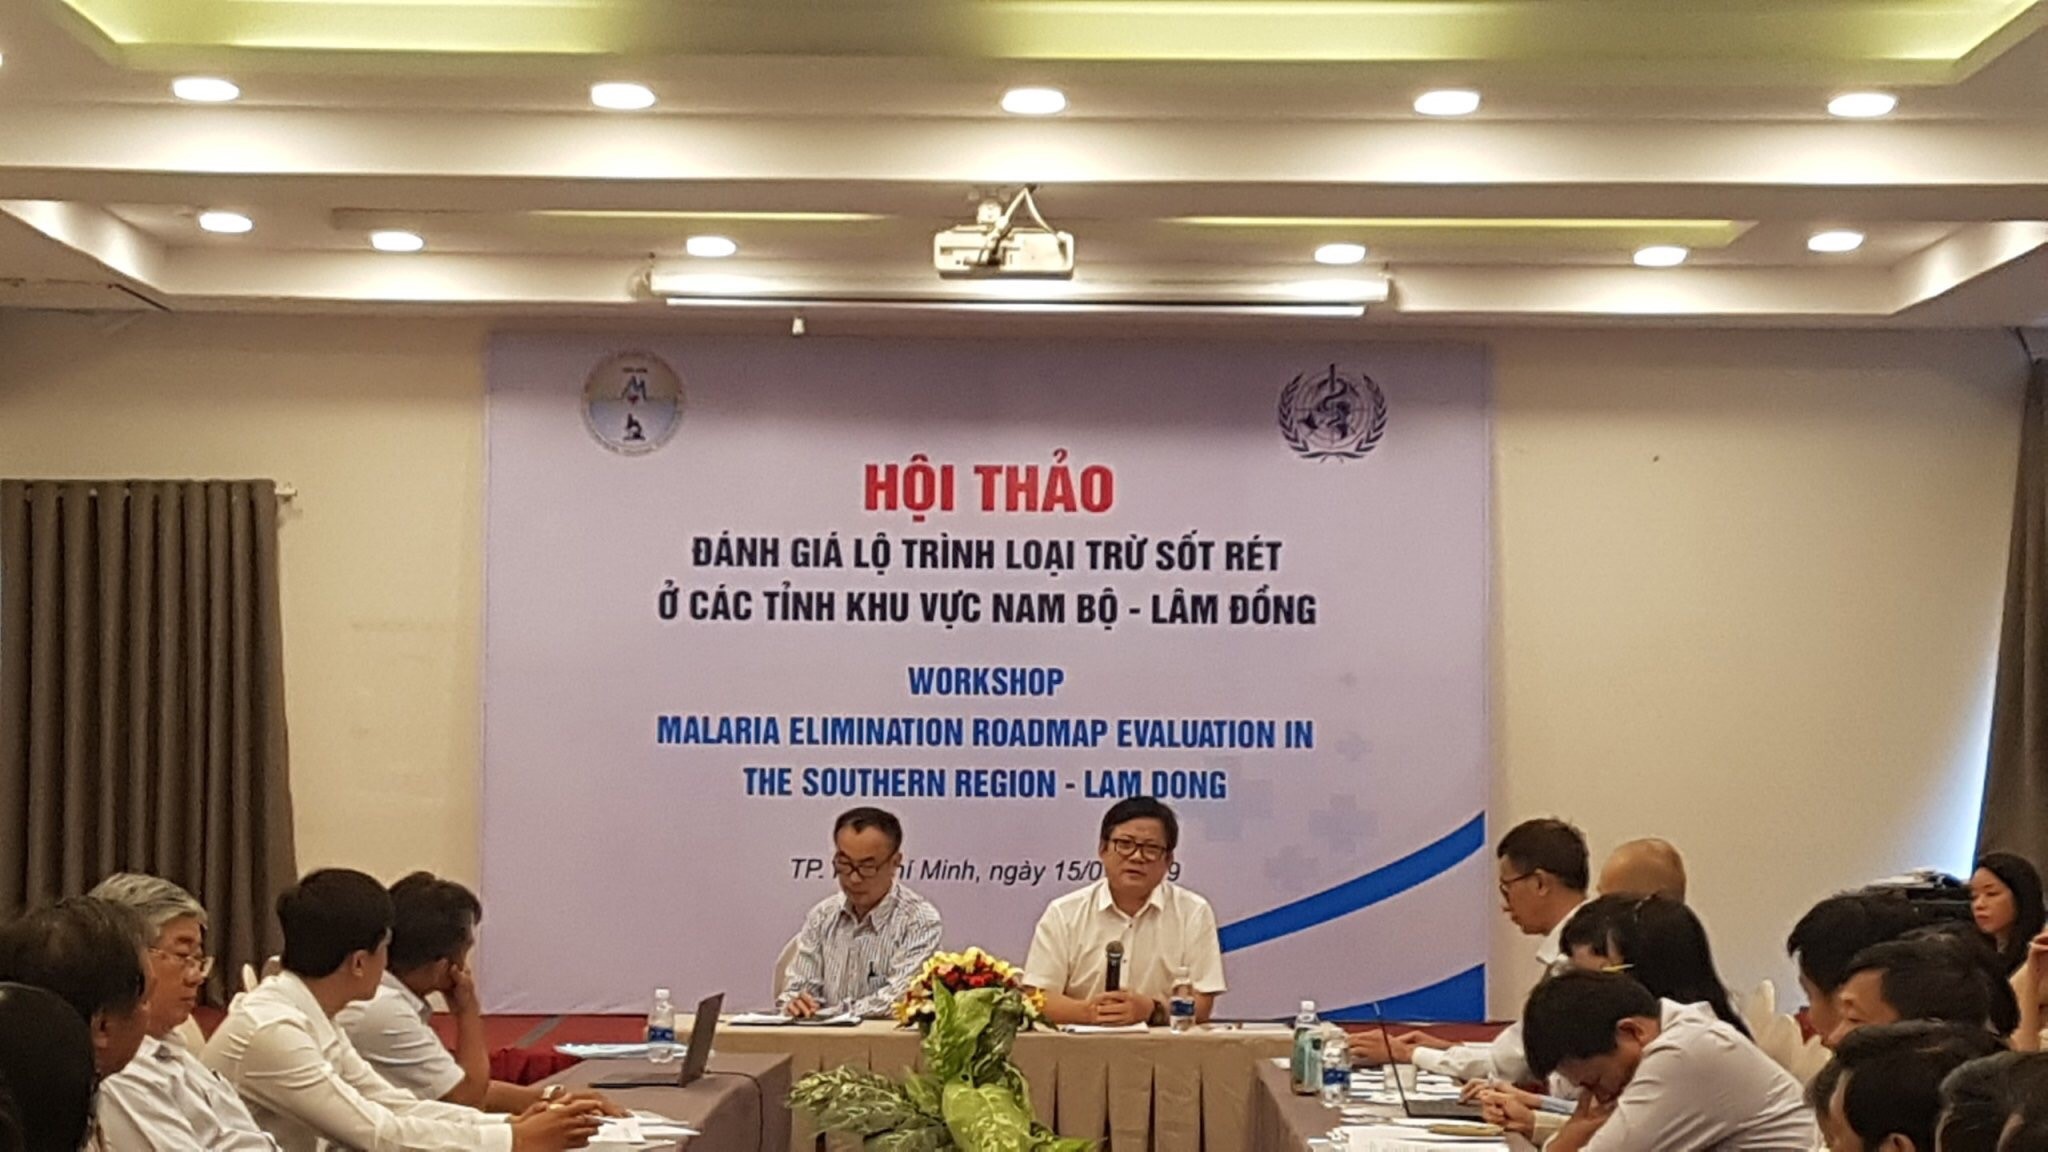 HỘI THẢO
ĐÁNH GIÁ LỘ TRÌNH LOẠI TRỪ SỐT RÉT
Ở CÁC TỈNH KHU VỰC NAM BỘ - LÂM ĐỒNG
WORKSHOP
MALARIA ELIMINATION ROADMAP EVALUATION IN
THE SOUTHERN REGION - LAM DONG
TP. Minh, ngày